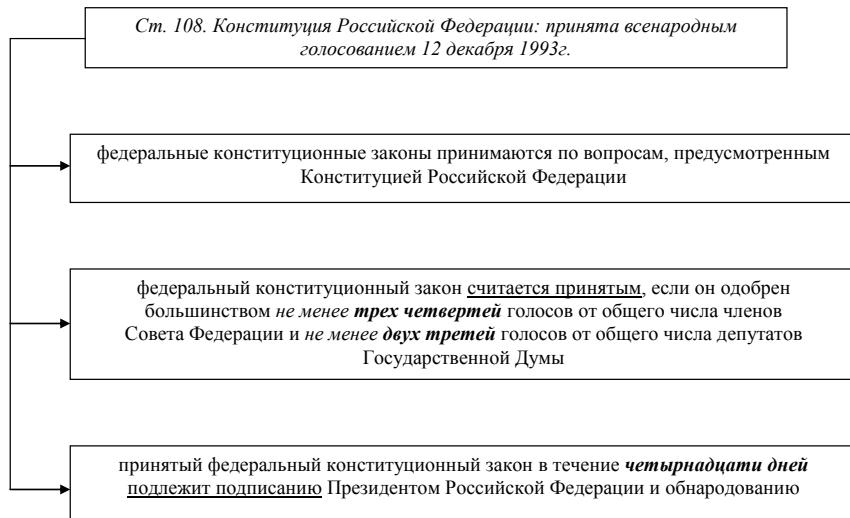 Ст. 108. Конституция Российской Федерации: принята всенародным
голосованием 12 декабря 1993г.
федеральные конституционные законы принимаются по вопросам, предусмотренным
Конституцией Российской Федерации
федеральный конституционный закон считается принятым, если он одобрен
большинством не менее трех четвертей голосов от общего числа членов
Совета Федерации и не менее двух третей голосов от общего числа депутатов
Государственной Думы
принятый федеральный конституционный закон в течение четырнадцати дней
подлежит подписанию Президентом Российской Федерации и обнародованию